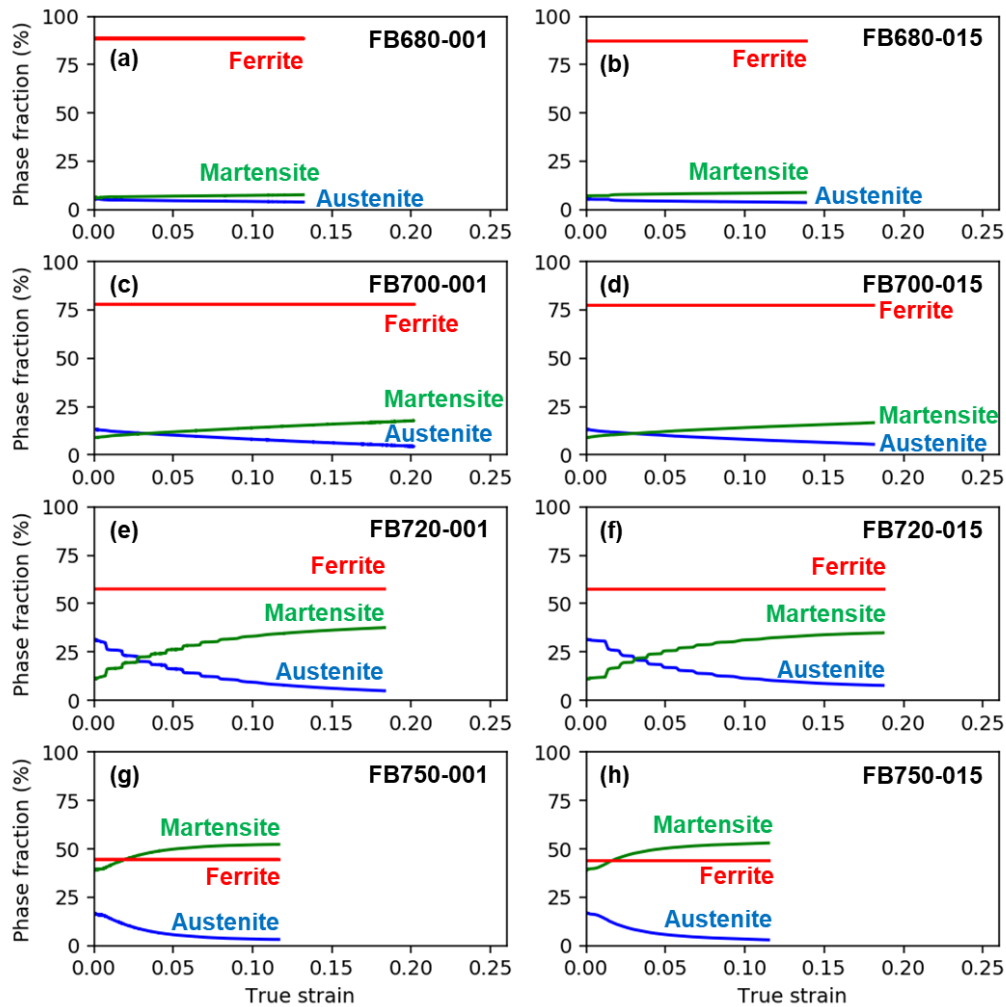 100
75
50
25
0
Phase fraction (%)
(a)
FB680-001
Ferrite
Martensite
Austenite
0.00 0.05 0.10 0.15 0.20 0.25
100
75
50
25
0
(b)
FB680-015
Ferrite
Martensite
Austenite
0.00 0.05 0.10 0.15 0.20 0.25
100
75
50
25
0
Phase fraction (%)
(c)
FB700-001
Ferrite
Martensite
Austenite
0.00 0.05 0.10 0.15 0.20 0.25
100
75
50
25
0
(d)
FB700-015
Ferrite
Martensite
Austenite
0.00 0.05 0.10 0.15 0.20 0.25
100
75
50
25
0
Phase fraction (%)
(e)
FB720-001
Ferrite
Martensite
Austenite
0.00 0.05 0.10 0.15 0.20 0.25
100
75
50
25
0
(f)
FB720-015
Ferrite
Martensite
Austenite
0.00 0.05 0.10 0.15 0.20 0.25
100
75
50
25
0
Phase fraction (%)
(g)
FB750-001
Martensite
Ferrite
Austenite
0.00 0.05 0.10 0.15 0.20 0.25
True strain
100
75
50
25
0
(h)
FB750-015
Martensite
Ferrite
Austenite
0.00 0.05 0.10 0.15 0.20 0.25
True strain